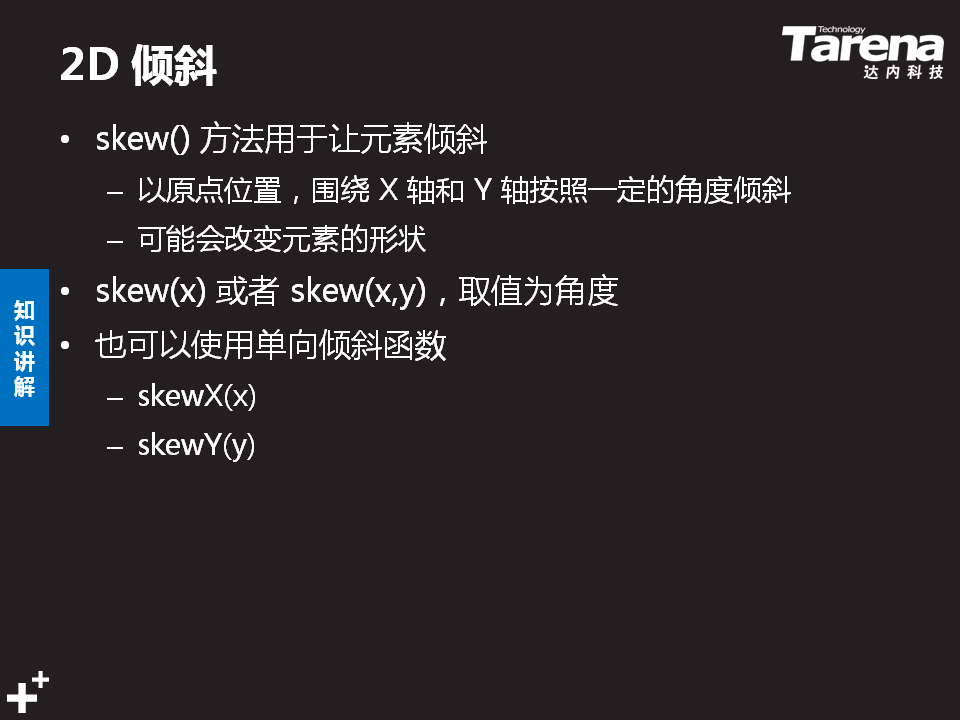 2D 倾斜
Technology
Tarena
达内科技
• skew() 方法用于让元素倾斜
– 以原点位置，围绕 X 轴和 Y 轴按照一定的角度倾斜
– 可能会改变元素的形状
• skew(x) 或者 skew(x,y)，取值为角度
• 也可以使用单向倾斜函数
– skewX(x)
– skewY(y)
知识讲解